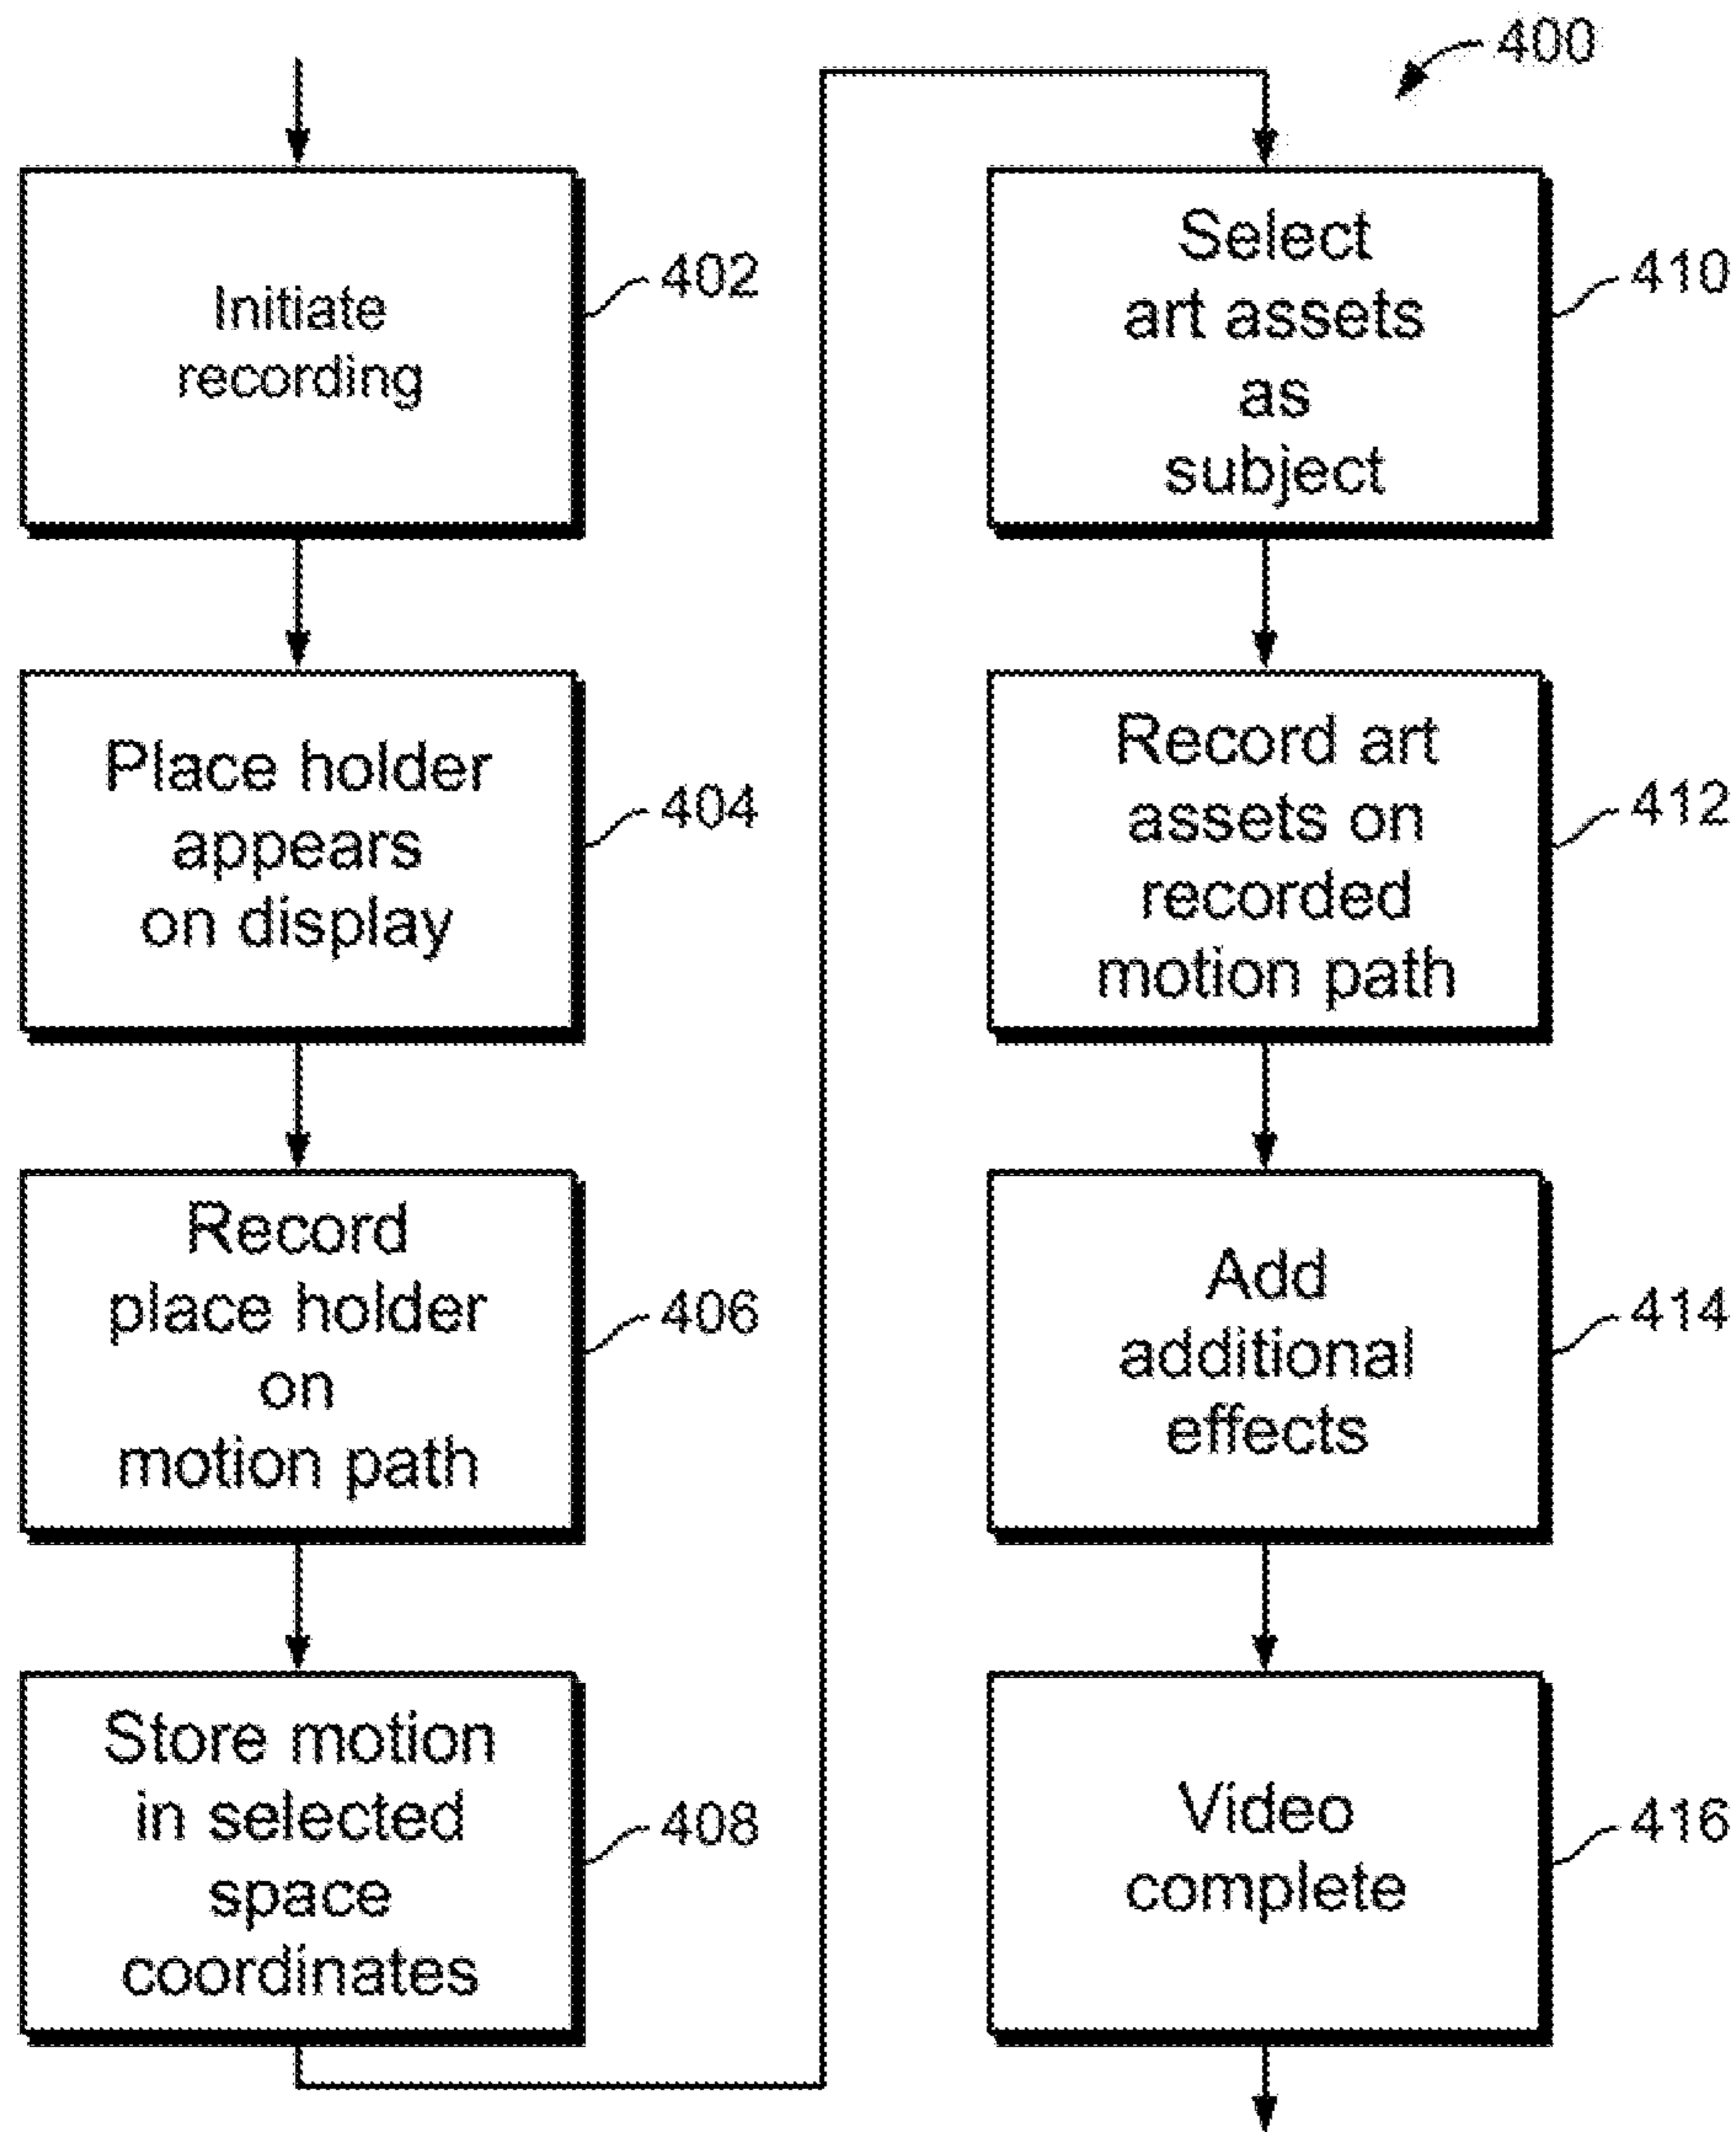 400
Initiate
recording
402
Place holder
appears
on display
404
Record
place holder
on
motion path
406
Store motion
in selected
space
coordinates
408
Select
art assets
as
subject
410
Record art
assets on
recorded
motion path
412
Add
additional
effects
414
Video
complete
416